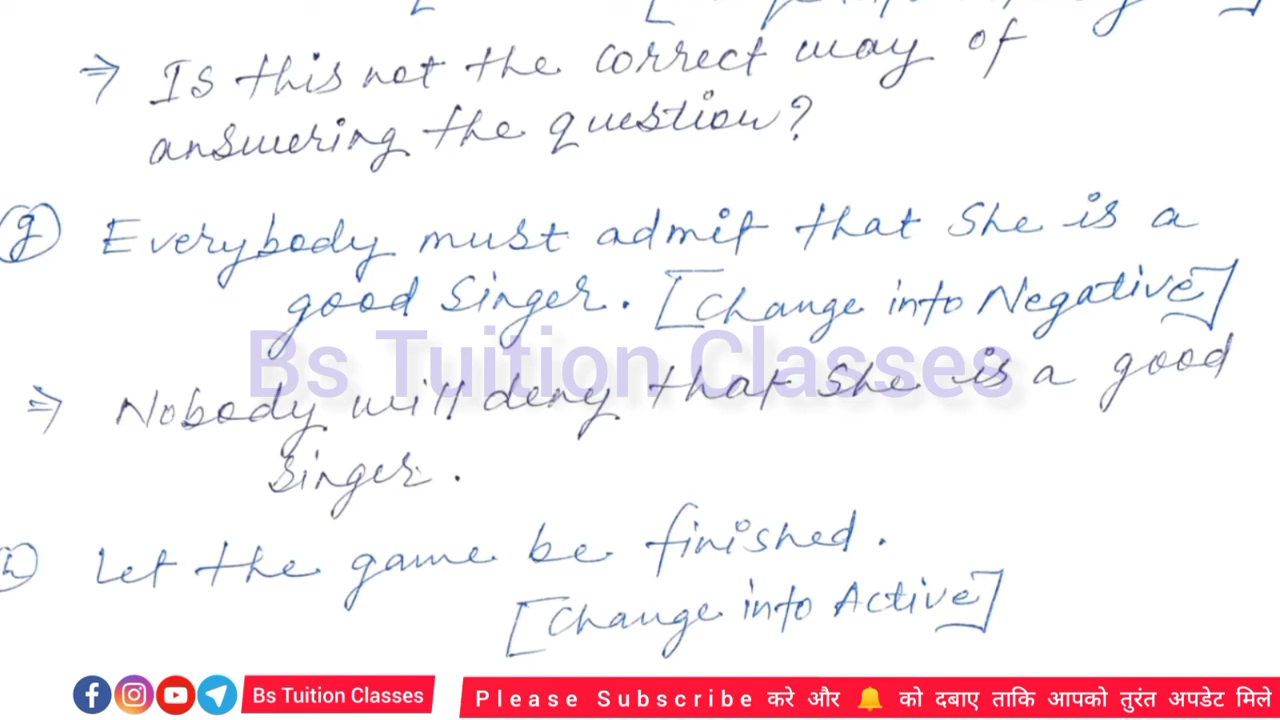 ⇒ Is this not the correct way of
answering the question?
(g) Everybody must admit that She is a
good Singer. [Change into Negative]
Bs Tuition Classes
⇒ Nobody will deny that She is a good
Singer.
Let the game be finished.
[Change into Active]
Bs Tuition Classes
Please Subscribe करे और 🔔 को दबाए ताकि आपको तुरंत अपडेट मिले